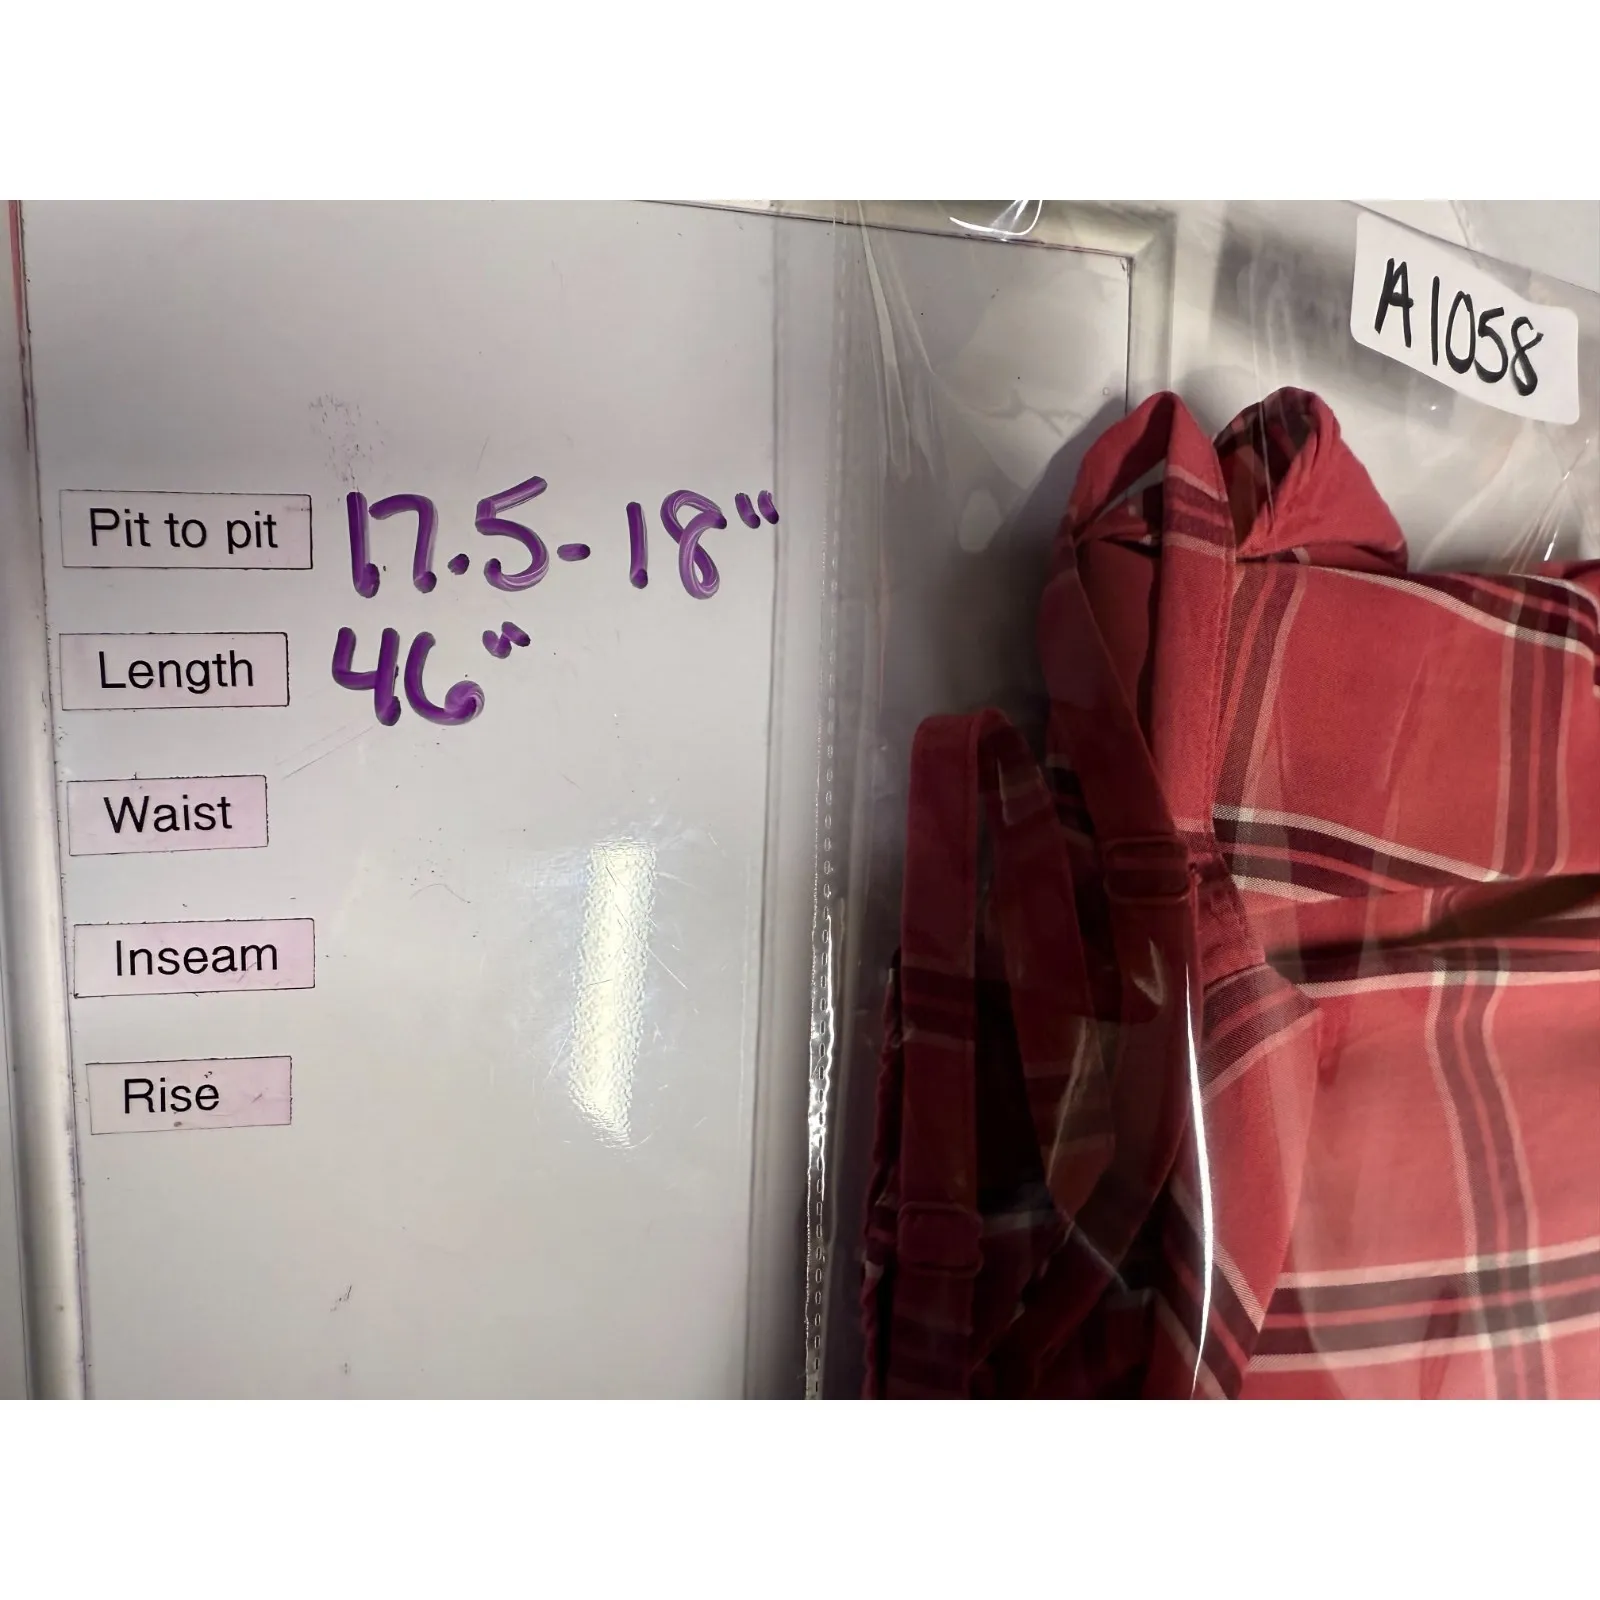 A1058
Pit to pit 17.5-18"
Length 46"
Waist
Inseam
Rise